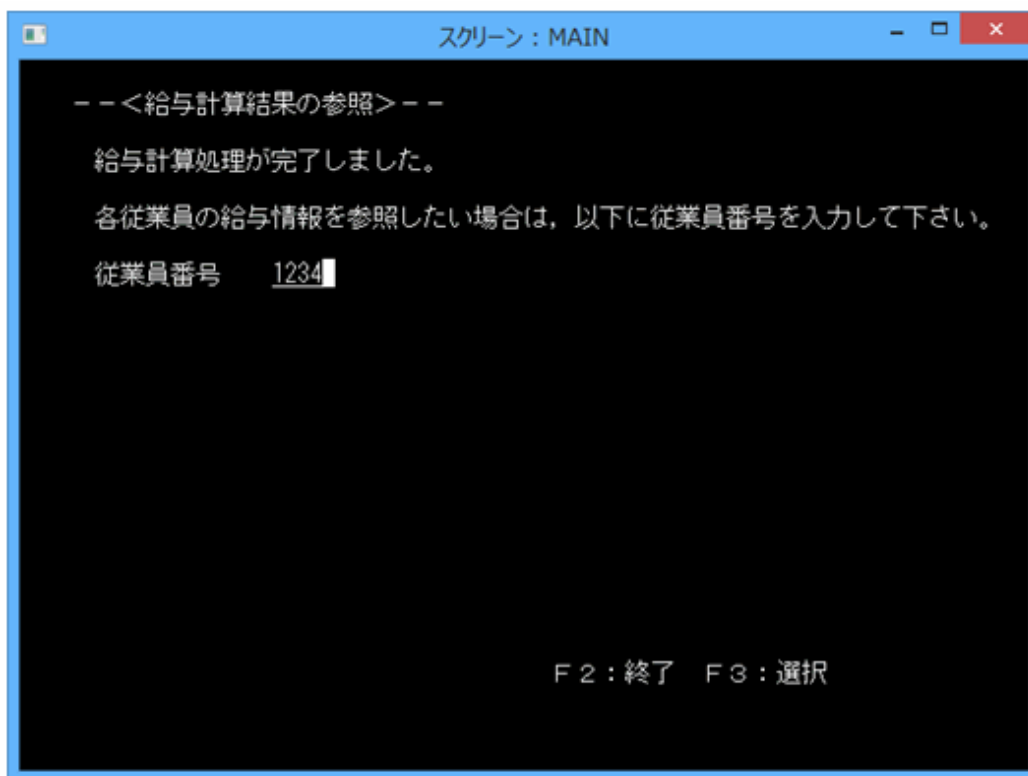 スクリーン：MAIN
－－＜給与計算結果の参照＞－－
給与計算処理が完了しました。
各従業員の給与情報を参照したい場合は，以下に従業員番号を入力して下さい。
従業員番号　1234
Ｆ２：終了　Ｆ３：選択